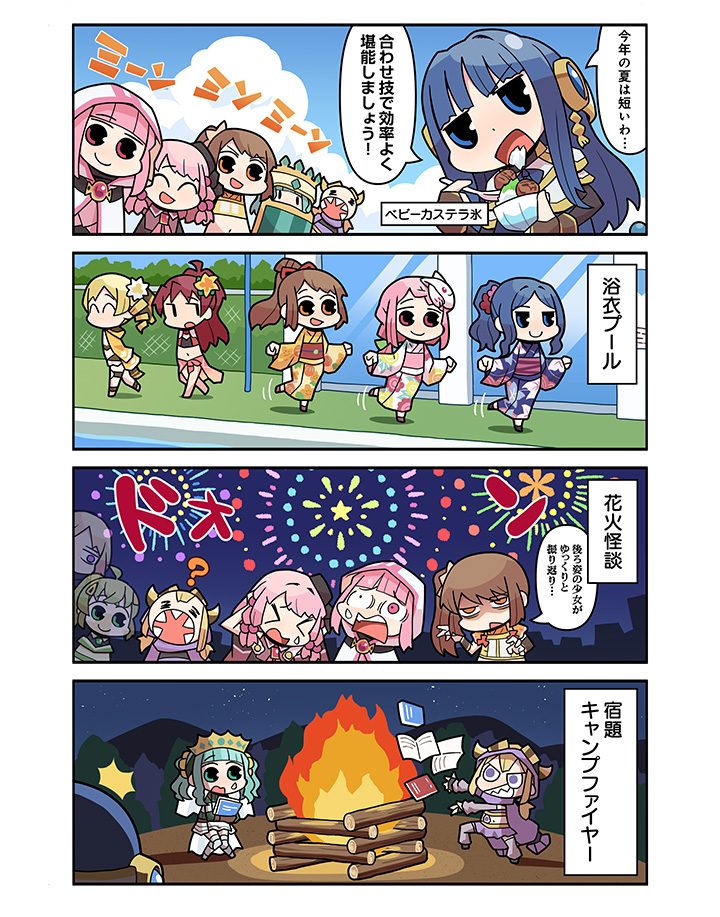 今年の夏は短いわ…
合わせ技で効率よく
堪能しましょう！
ミーン ミン ミーン
ベビーカステラ氷
浴衣プール
花火怪談
ドオン
後ろ姿の少女が
ゆっくりと
振り返り…
?
宿題
キャンプファイヤー